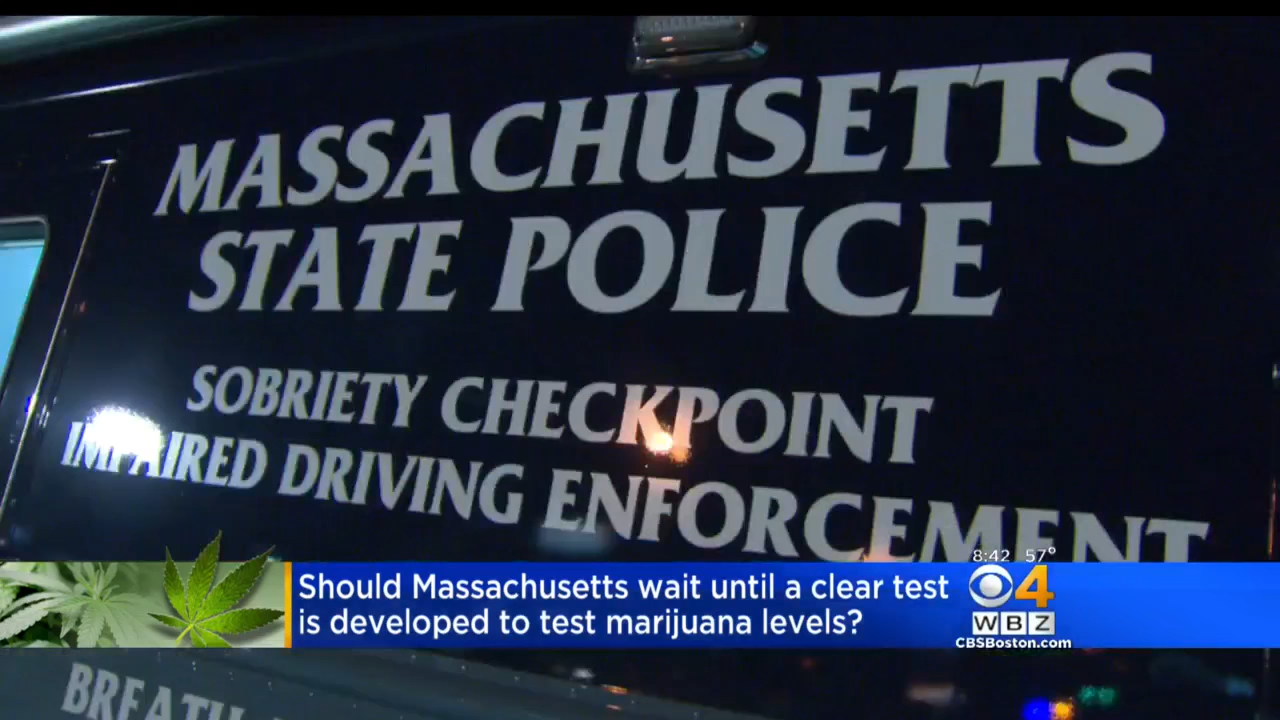 MASSACHUSETTS
STATE POLICE
SOBRIETY CHECKPOINT
IMPAIRED DRIVING ENFORCEMENT
8:42 57°
Should Massachusetts wait until a clear test
is developed to test marijuana levels?
4
WBZ
CBSBoston.com
BREATH